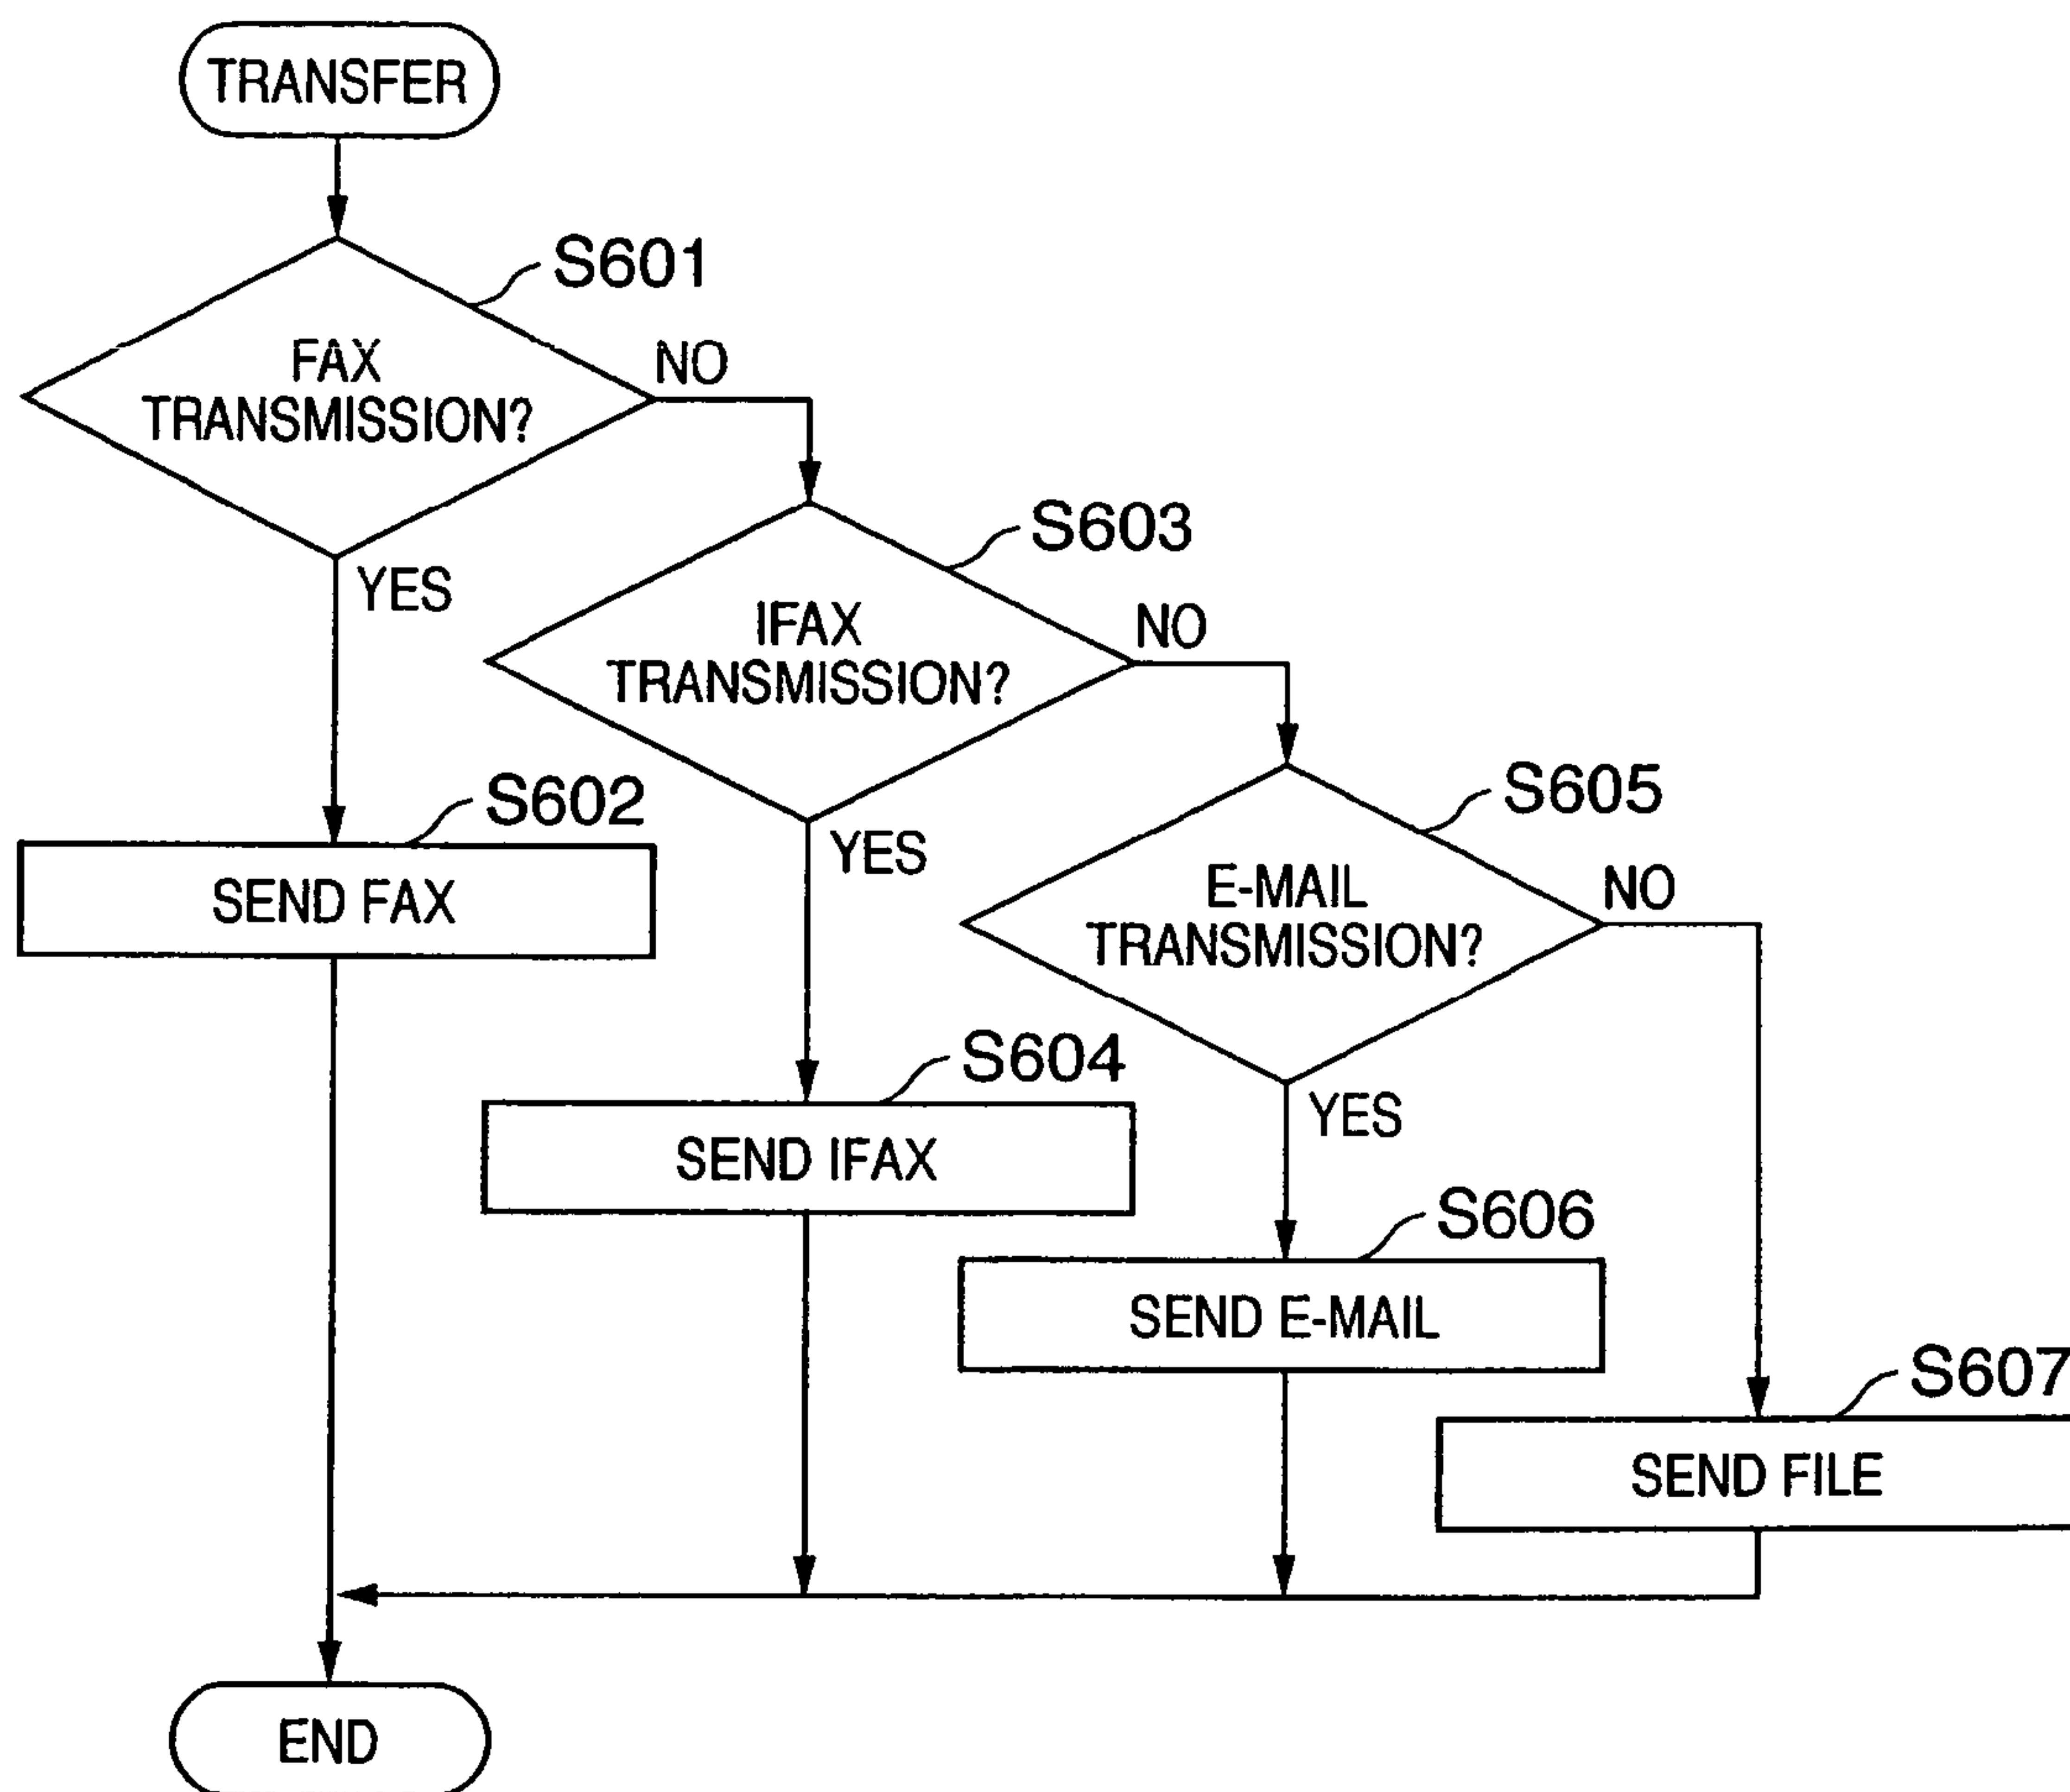 TRANSFER
S601
FAX
TRANSMISSION?
NO
YES
S603
IFAX
TRANSMISSION?
NO
YES
S602
SEND FAX
S605
E-MAIL
TRANSMISSION?
NO
YES
S604
SEND IFAX
S606
SEND E-MAIL
S607
SEND FILE
END